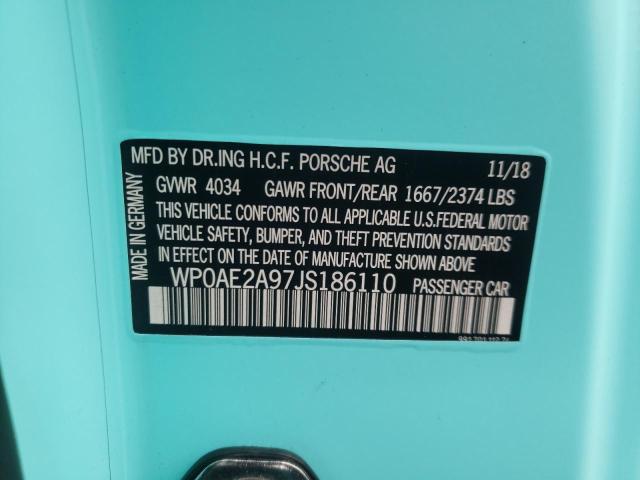 MFD BY DR.ING H.C.F. PORSCHE AG 11/18
GVWR 4034 GAWR FRONT/REAR 1667/2374 LBS
THIS VEHICLE CONFORMS TO ALL APPLICABLE U.S.FEDERAL MOTOR
VEHICLE SAFETY, BUMPER, AND THEFT PREVENTION STANDARDS
IN EFFECT ON THE DATE OF MANUFACTURE SHOWN ABOVE
WP0AE2A97JS186110 PASSENGER CAR
MADE IN GERMANY